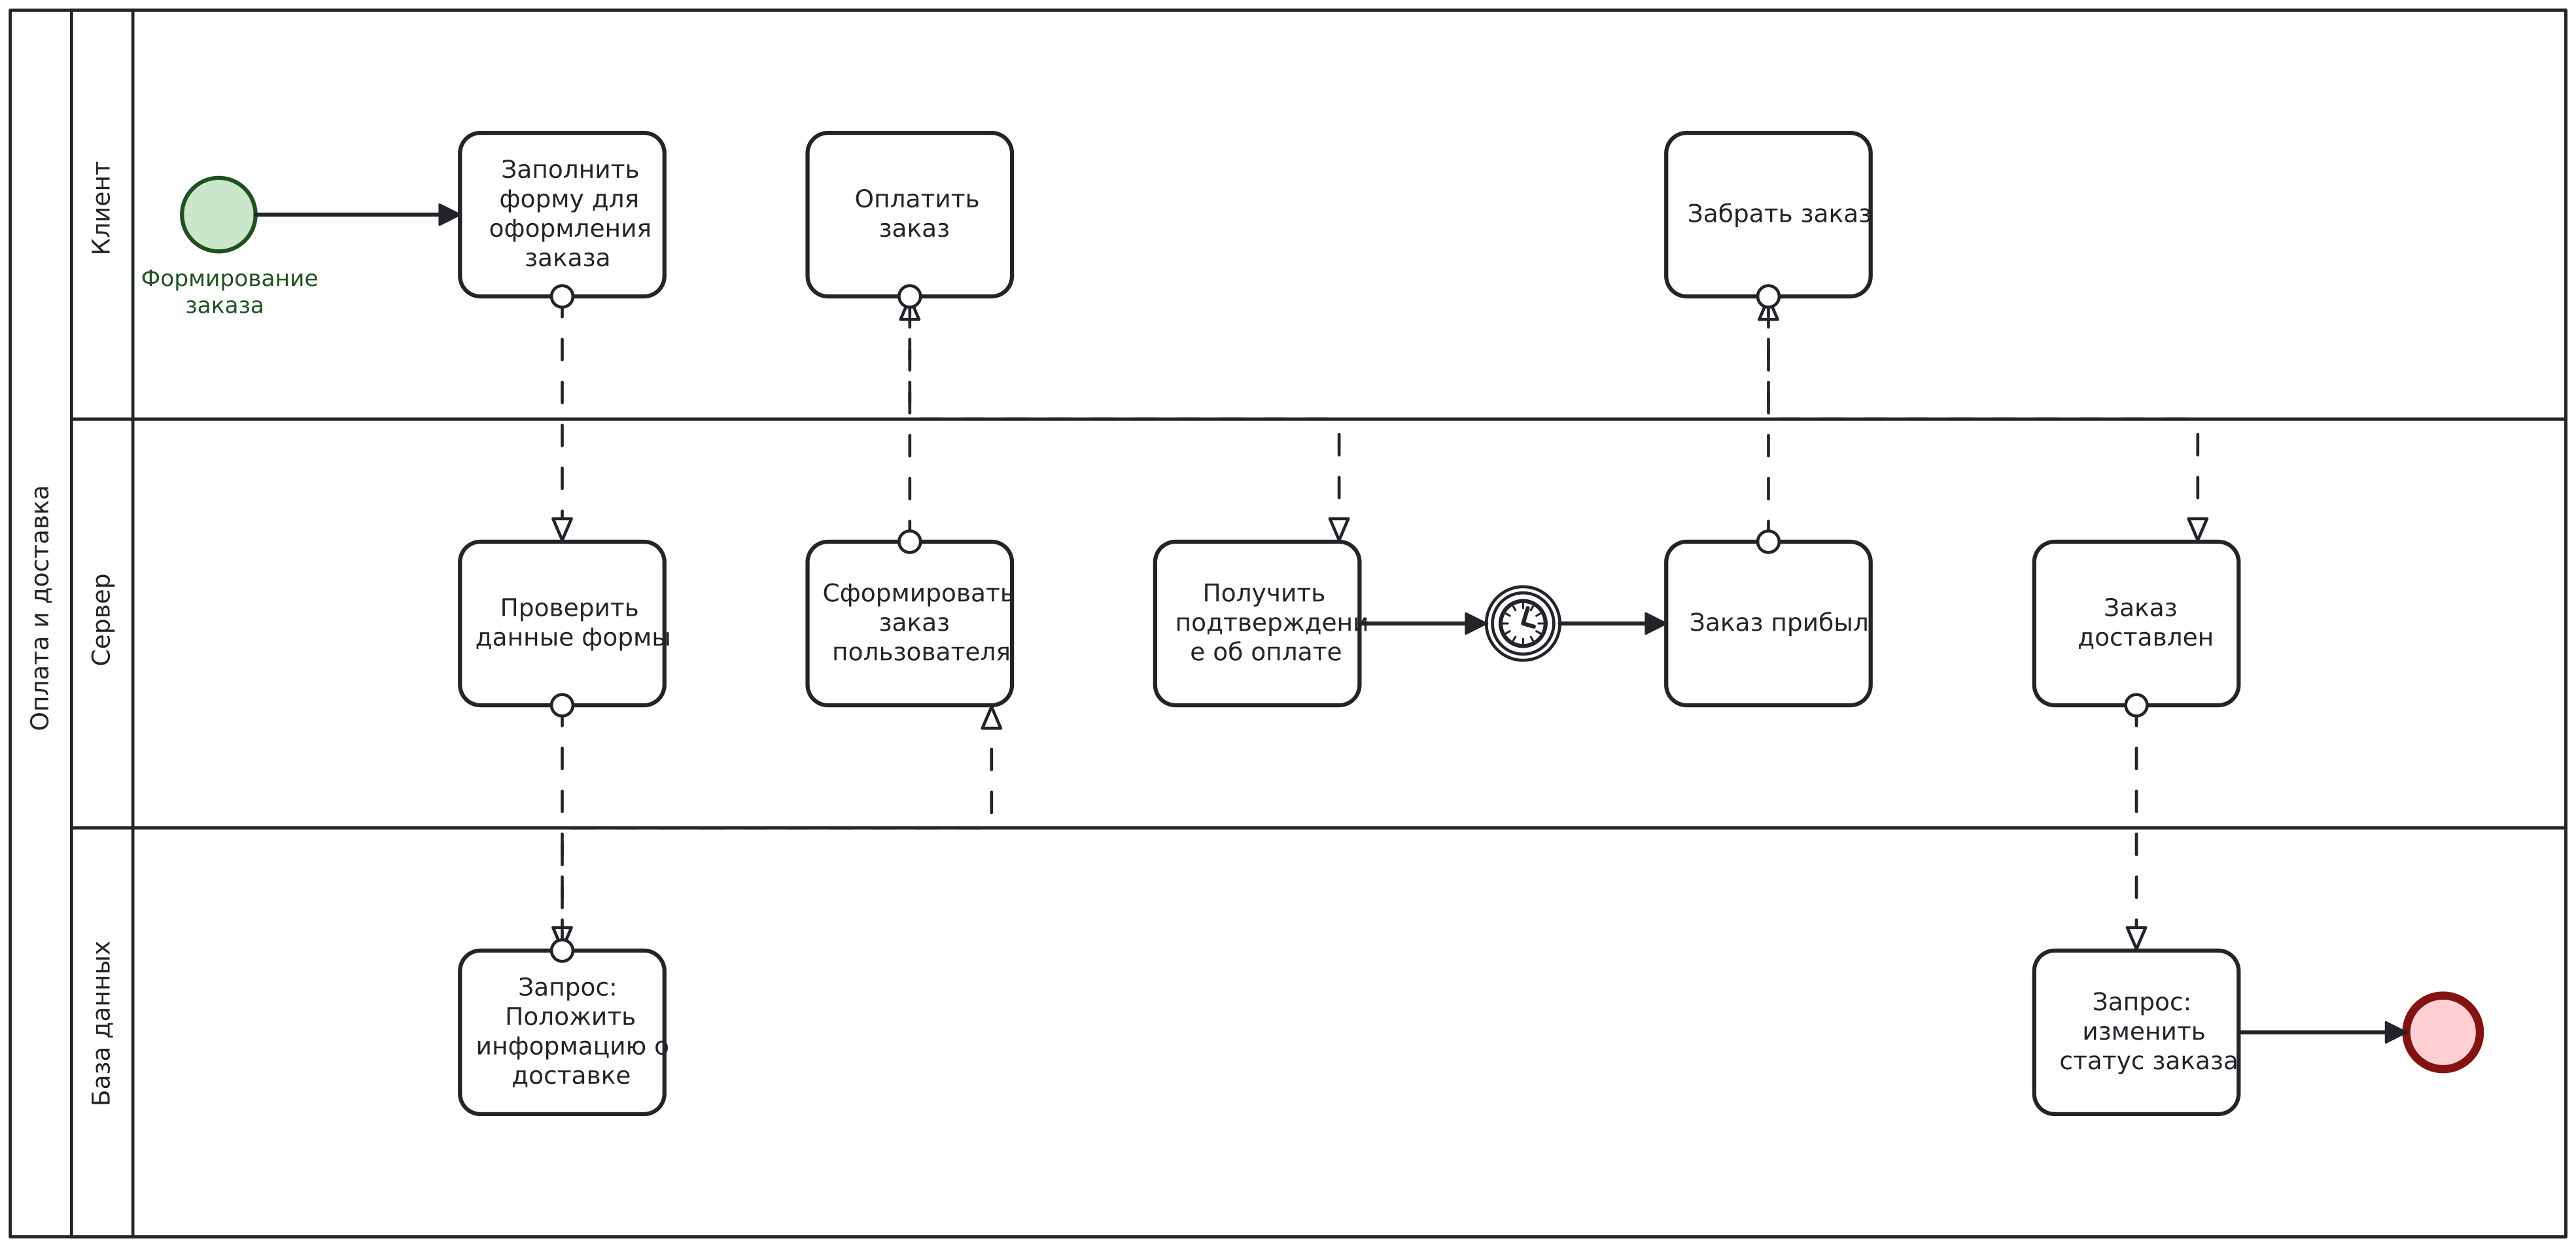 Оплата и доставка
Клиент
Формирование
заказа
Заполнить
форму для
оформления
заказа
Оплатить
заказ
Забрать заказ
Сервер
Проверить
данные формы
Сформировать
заказ
пользователя
Получить
подтверждени
е об оплате
Заказ прибыл
Заказ
доставлен
База данных
Запрос:
Положить
информацию о
доставке
Запрос:
изменить
статус заказа